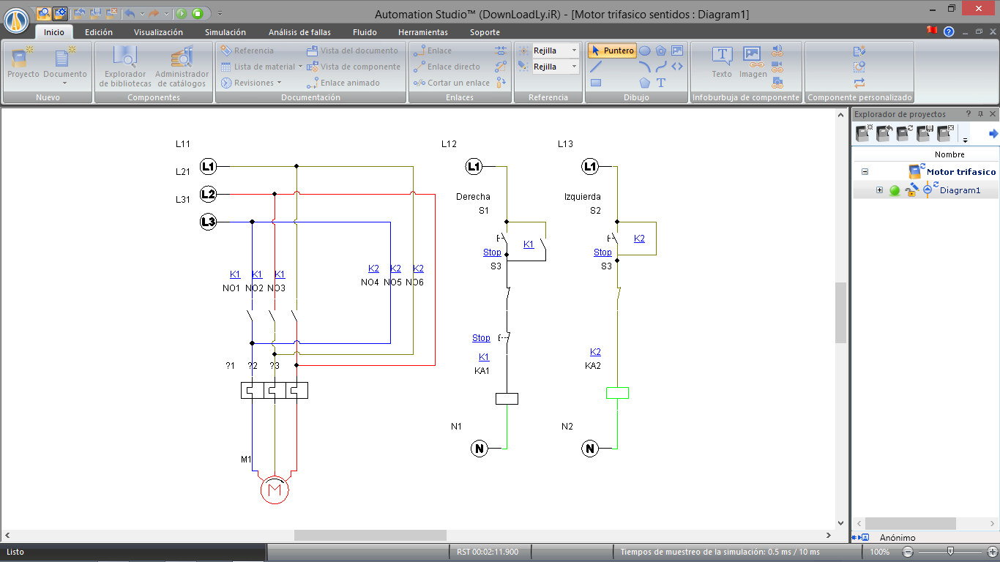 Automation Studio™ (DownLoadLy.iR) - [Motor trifasico sentidos : Diagram1]
Inicio Edición Visualización Simulación Análisis de fallas Fluido Herramientas Soporte
Proyecto
Documento
Nuevo
Explorador
de bibliotecas
Administrador
de catálogos
Componentes
Referencia
Lista de material
Revisiones
Vista del documento
Vista de componente
Enlace animado
Documentación
Enlace
Enlace directo
Cortar un enlace
Enlaces
Rejilla
Rejilla
Referencia
Puntero
T
Dibujo
T
Texto
Imagen
Infoburbuja de componente
Componente personalizado
L11
L1
L21
L2
L31
L3
K1 K1 K1
NO1 NO2 NO3
K2 K2 K2
NO4 NO5 NO6
?1 ?2 ?3
M1
M
L12
L1
Derecha
S1
K1
Stop
S3
Stop
K1
KA1
N1
N
L13
L1
Izquierda
S2
K2
Stop
S3
K2
KA2
N2
N
Explorador de proyectos
Nombre
Motor trifasico
Diagram1
Anónimo
Listo
RST 00:02:11.900
Tiempos de muestreo de la simulación: 0.5 ms / 10 ms
100%